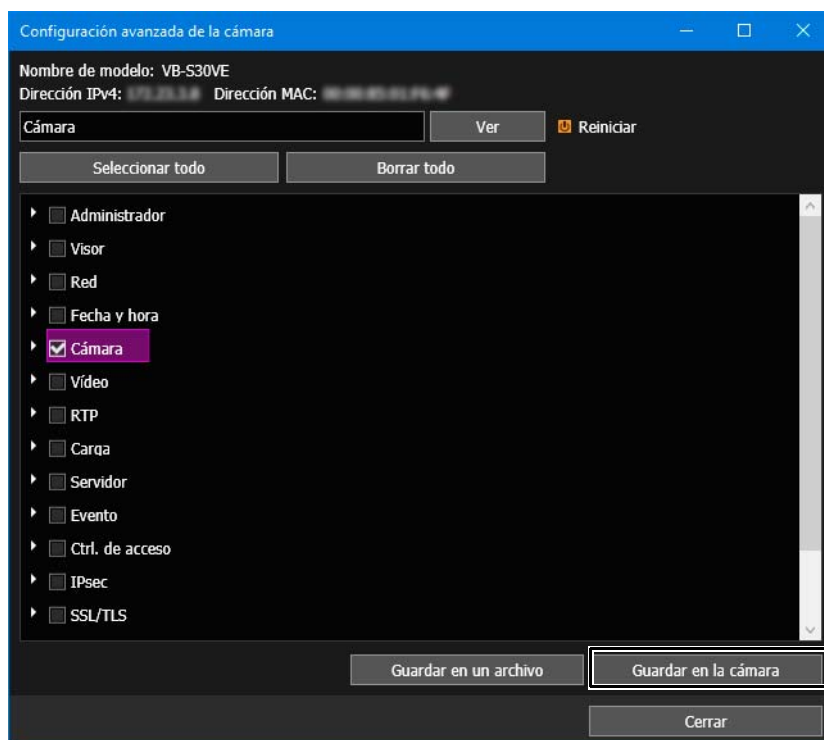 Configuración avanzada de la cámara
Nombre de modelo: VB-S30VE
Dirección IPv4: Dirección MAC:
Cámara Ver Reiniciar
Seleccionar todo Borrar todo
Administrador
Visor
Red
Fecha y hora
Cámara
Vídeo
RTP
Carga
Servidor
Evento
Ctrl. de acceso
IPsec
SSL/TLS
Guardar en un archivo Guardar en la cámara
Cerrar